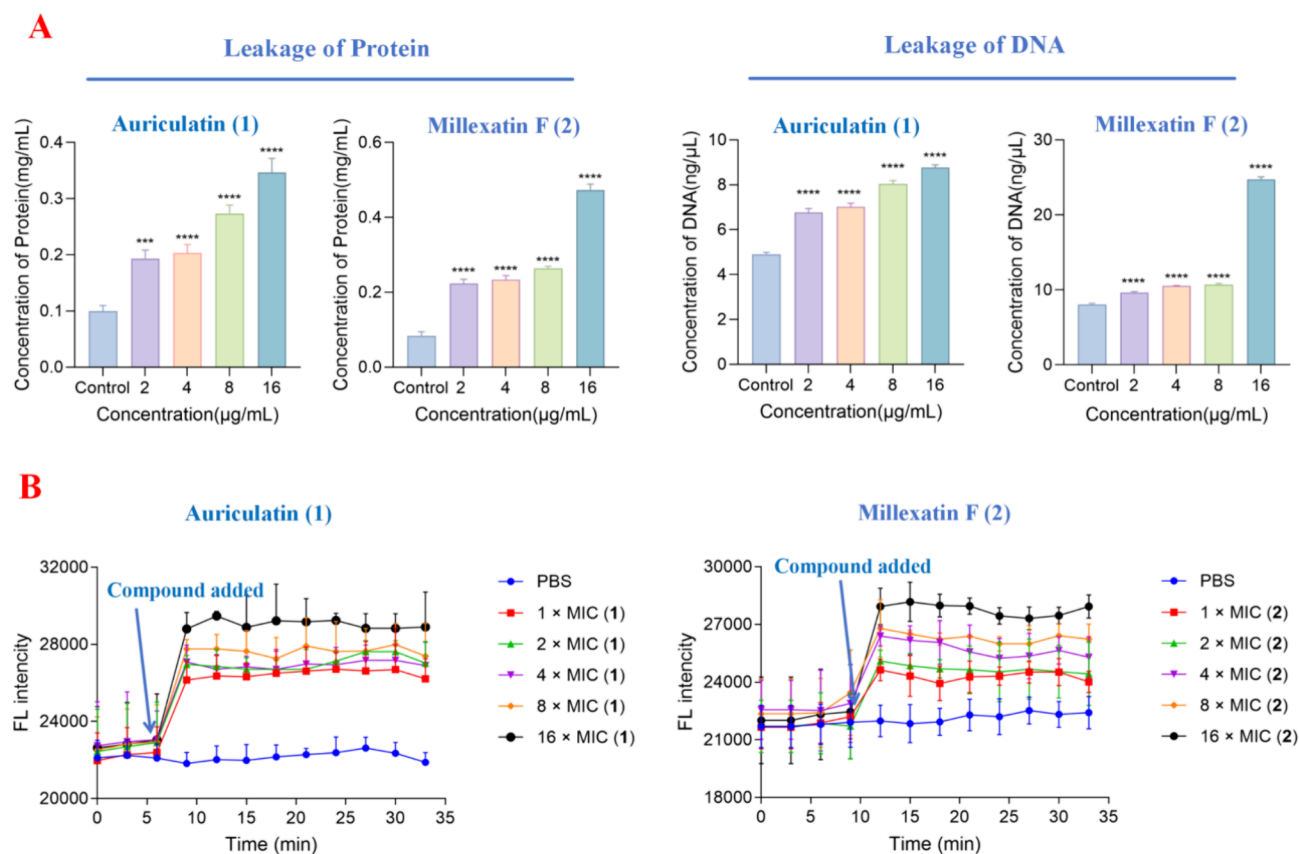 A
Leakage of Protein
Leakage of DNA
Auriculatin (1)
Millexatin F (2)
Auriculatin (1)
Millexatin F (2)
Concentration of Protein(mg/mL)
0.4
0.3
0.2
0.1
0.0
***
****
****
****
Control 2 4 8 16
Concentration(µg/mL)
Concentration of Protein(mg/mL)
0.6
0.4
0.2
0.0
****
****
****
****
Control 2 4 8 16
Concentration(µg/mL)
Concentration of DNA(ng/µL)
10
8
6
4
2
0
****
****
****
****
Control 2 4 8 16
Concentration(µg/mL)
Concentration of DNA(ng/µL)
30
20
10
0
****
****
****
****
Control 2 4 8 16
Concentration(µg/mL)
B
Auriculatin (1)
FL intencity
32000
28000
24000
20000
Compound added
0 5 10 15 20 25 30 35
Time (min)
PBS
1 × MIC (1)
2 × MIC (1)
4 × MIC (1)
8 × MIC (1)
16 × MIC (1)
Millexatin F (2)
FL intencity
30000
27000
24000
21000
18000
Compound added
0 5 10 15 20 25 30 35
Time (min)
PBS
1 × MIC (2)
2 × MIC (2)
4 × MIC (2)
8 × MIC (2)
16 × MIC (2)